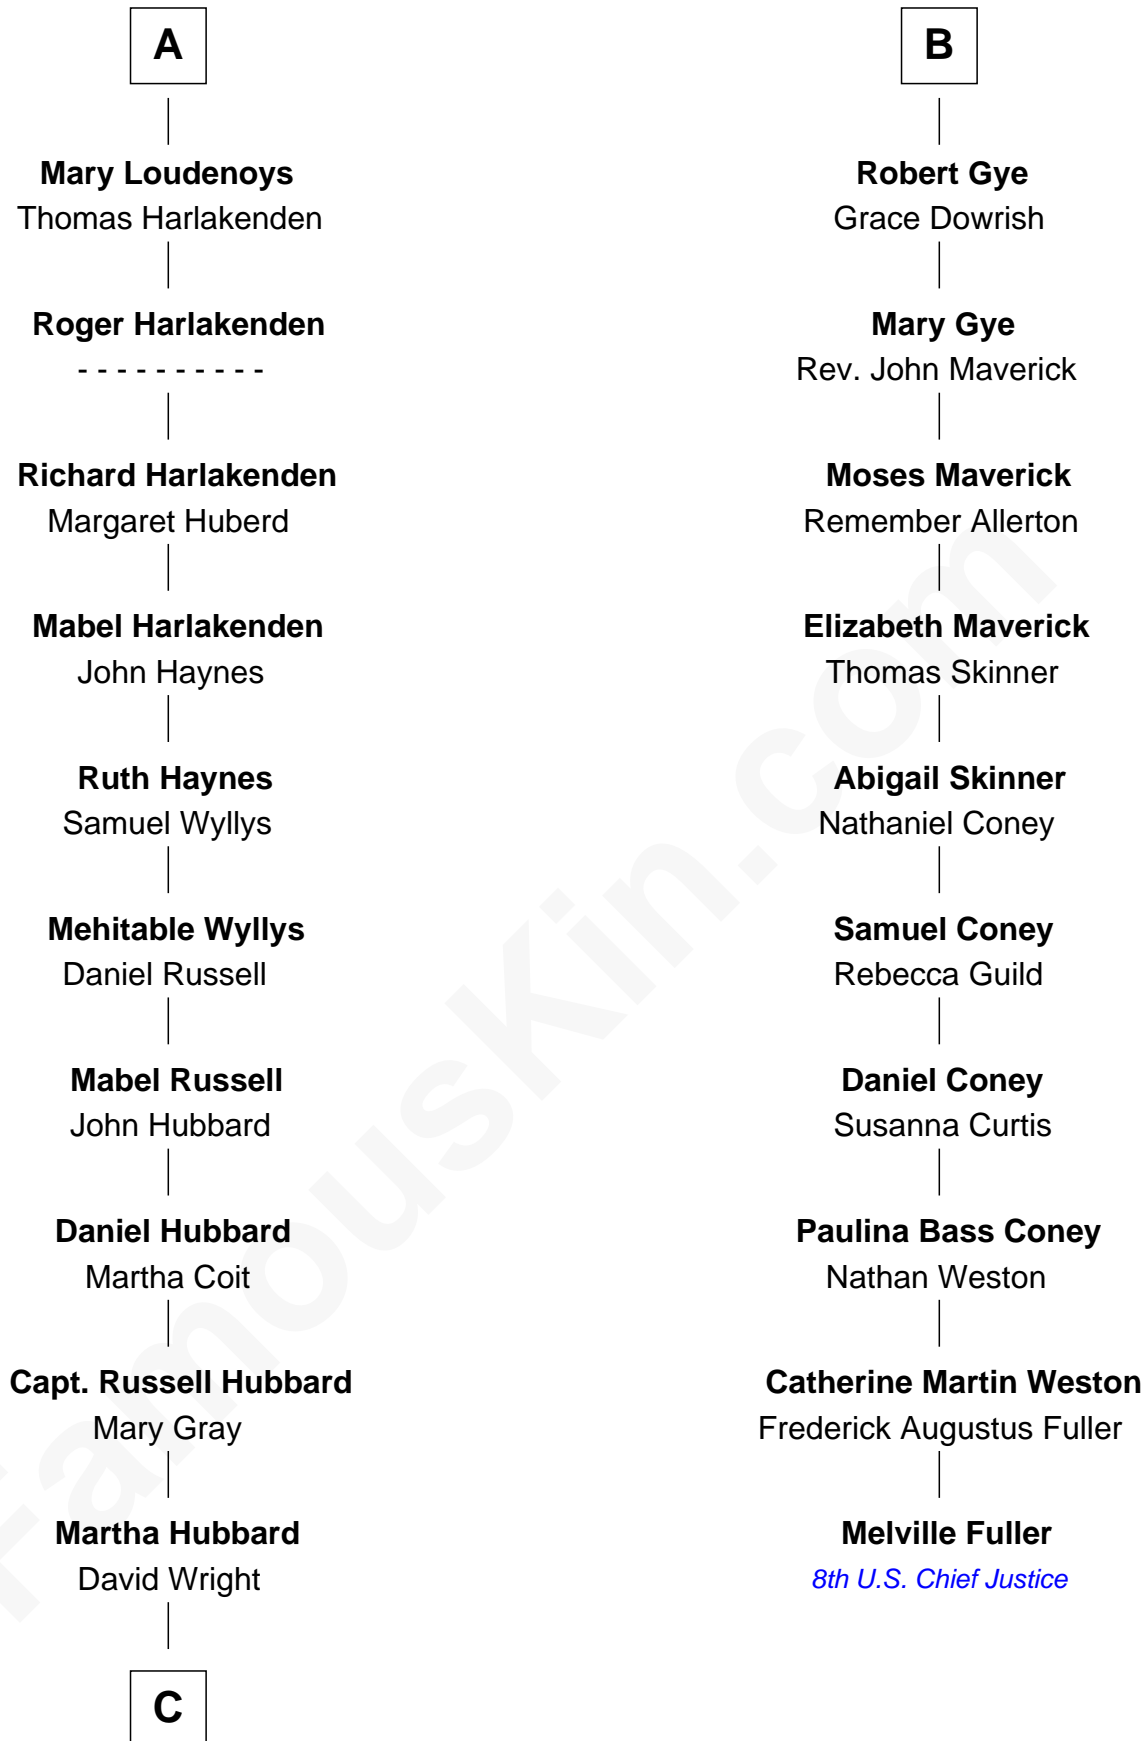 A
Mary Loudenoys
Thomas Harlakenden
Roger Harlakenden
- - - - - - - - - -
Richard Harlakenden
Margaret Huberd
Mabel Harlakenden
John Haynes
Ruth Haynes
Samuel Wyllys
Mehitable Wyllys
Daniel Russell
Mabel Russell
John Hubbard
Daniel Hubbard
Martha Coit
Capt. Russell Hubbard
Mary Gray
Martha Hubbard
David Wright
C
B
Robert Gye
Grace Dowrish
Mary Gye
Rev. John Maverick
Moses Maverick
Remember Allerton
Elizabeth Maverick
Thomas Skinner
Abigail Skinner
Nathaniel Coney
Samuel Coney
Rebecca Guild
Daniel Coney
Susanna Curtis
Paulina Bass Coney
Nathan Weston
Catherine Martin Weston
Frederick Augustus Fuller
Melville Fuller
8th U.S. Chief Justice
FamousKin.com